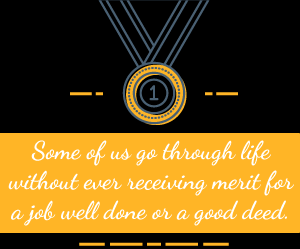 1
Some of us go through life
without ever receiving merit for
a job well done or a good deed.